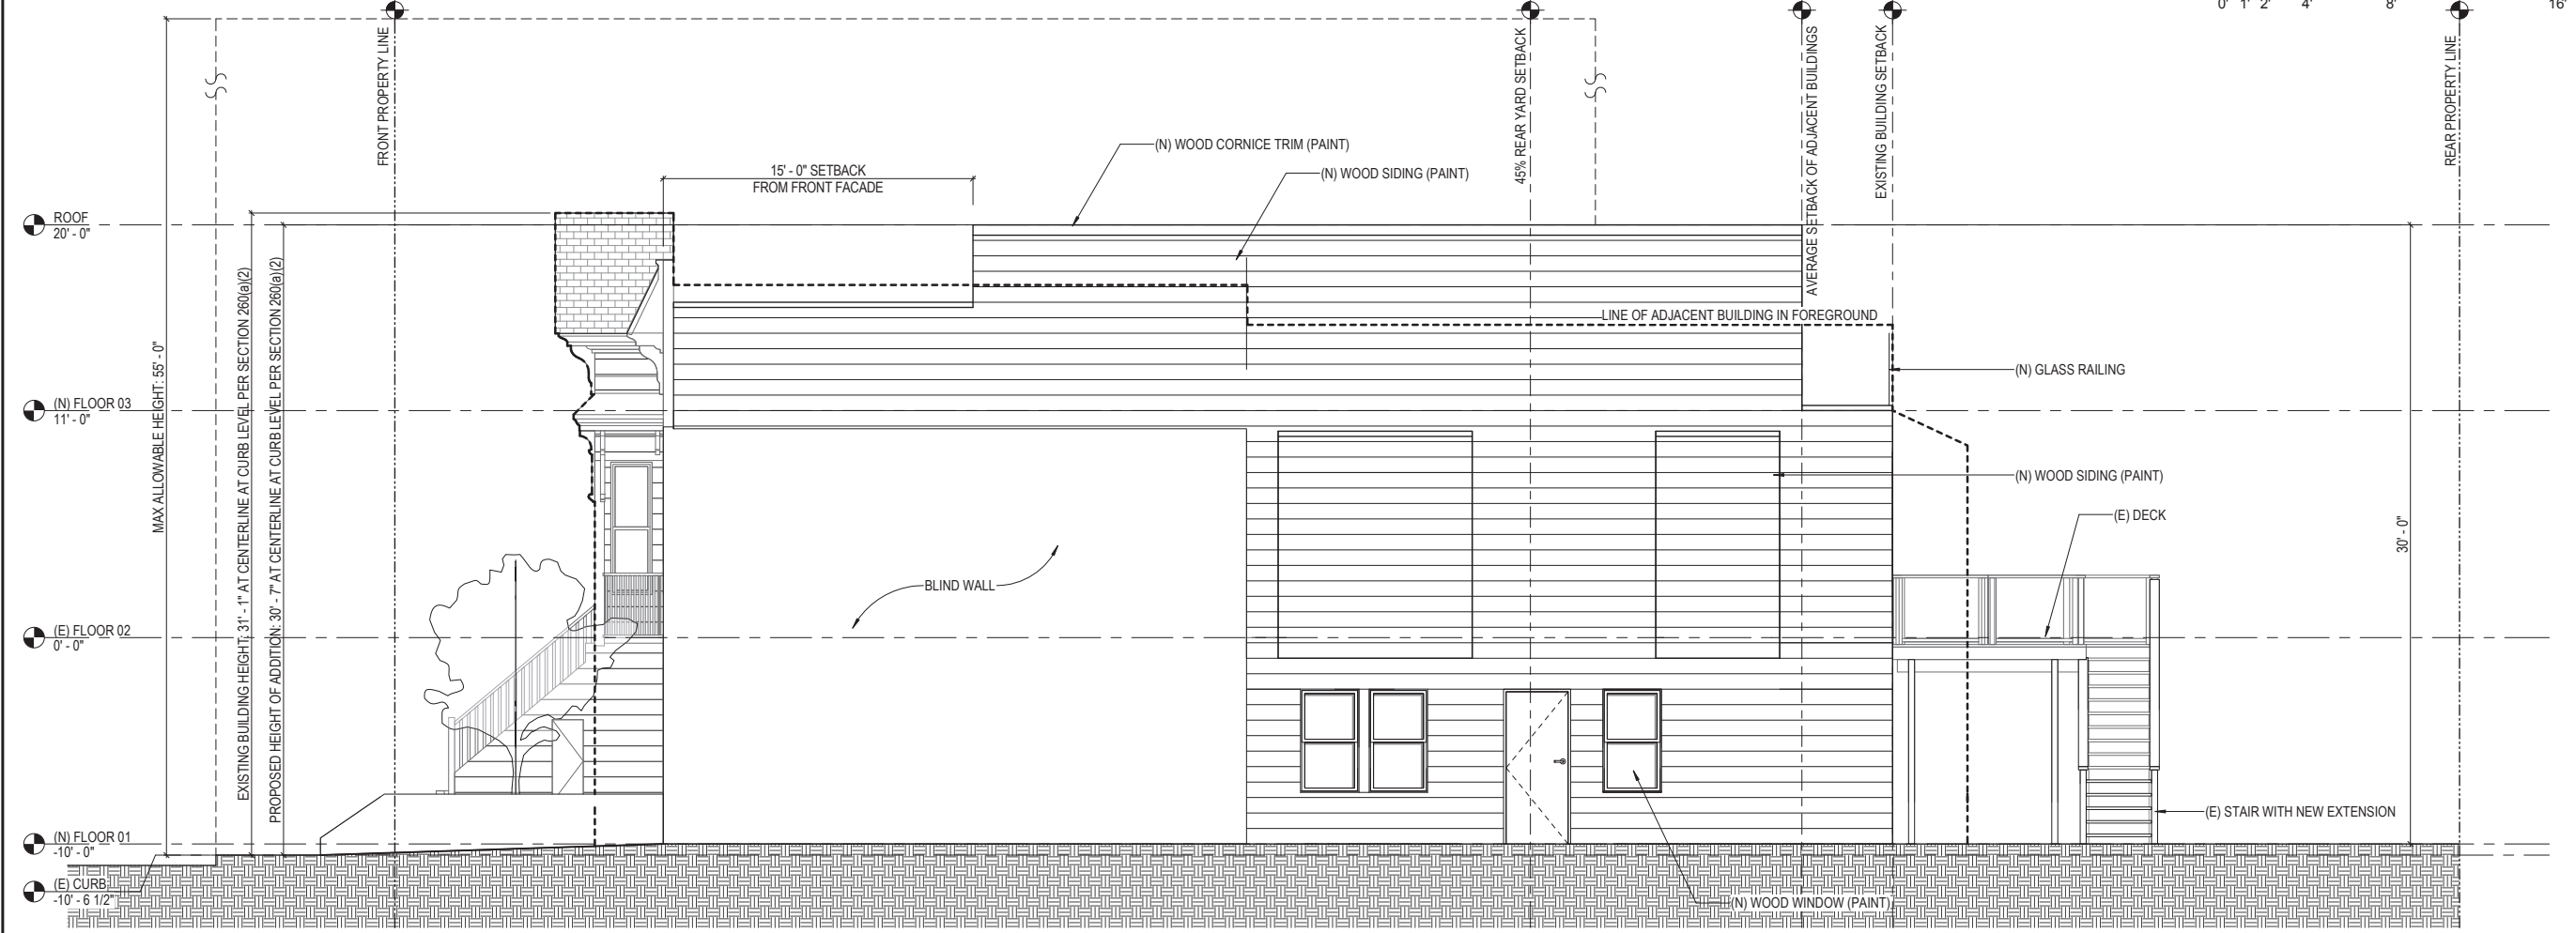 0' 1' 2' 4' 8' 16'
FRONT PROPERTY LINE
45% REAR YARD SETBACK
AVERAGE SETBACK OF ADJACENT BUILDINGS
EXISTING BUILDING SETBACK
REAR PROPERTY LINE
(N) WOOD CORNICE TRIM (PAINT)
15' - 0" SETBACK
FROM FRONT FACADE
(N) WOOD SIDING (PAINT)
ROOF
20' - 0"
MAX ALLOWABLE HEIGHT: 55' - 0"
EXISTING BUILDING HEIGHT: 31' - 1" AT CENTERLINE AT CURB LEVEL PER SECTION 260(a)(2)
PROPOSED HEIGHT OF ADDITION: 30' - 7" AT CENTERLINE AT CURB LEVEL PER SECTION 260(a)(2)
LINE OF ADJACENT BUILDING IN FOREGROUND
(N) GLASS RAILING
(N) FLOOR 03
11' - 0"
(N) WOOD SIDING (PAINT)
(E) DECK
30' - 0"
BLIND WALL
(E) FLOOR 02
0' - 0"
(E) STAIR WITH NEW EXTENSION
(N) FLOOR 01
-10' - 0"
(E) CURB
-10' - 6 1/2"
(N) WOOD WINDOW (PAINT)